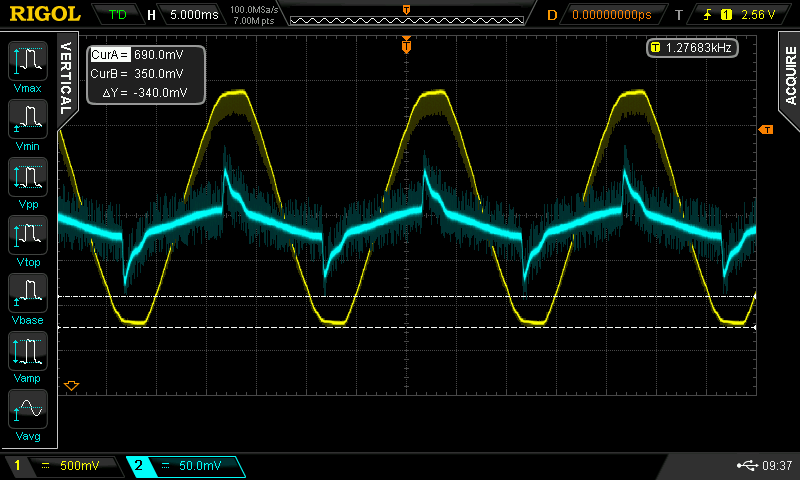 RIGOL T'D H 5.000ms 100.0MSa/s 7.00M pts T D 0.00000000ps T 1 2.56 V
VERTICAL
CurA = 690.0mV
CurB = 350.0mV
ΔY = -340.0mV
T
T 1.27683kHz
ACQUIRE
T
Vmax
Vmin
Vpp
Vtop
Vbase
Vamp
Vavg
1 500mV 2 50.0mV 09:37